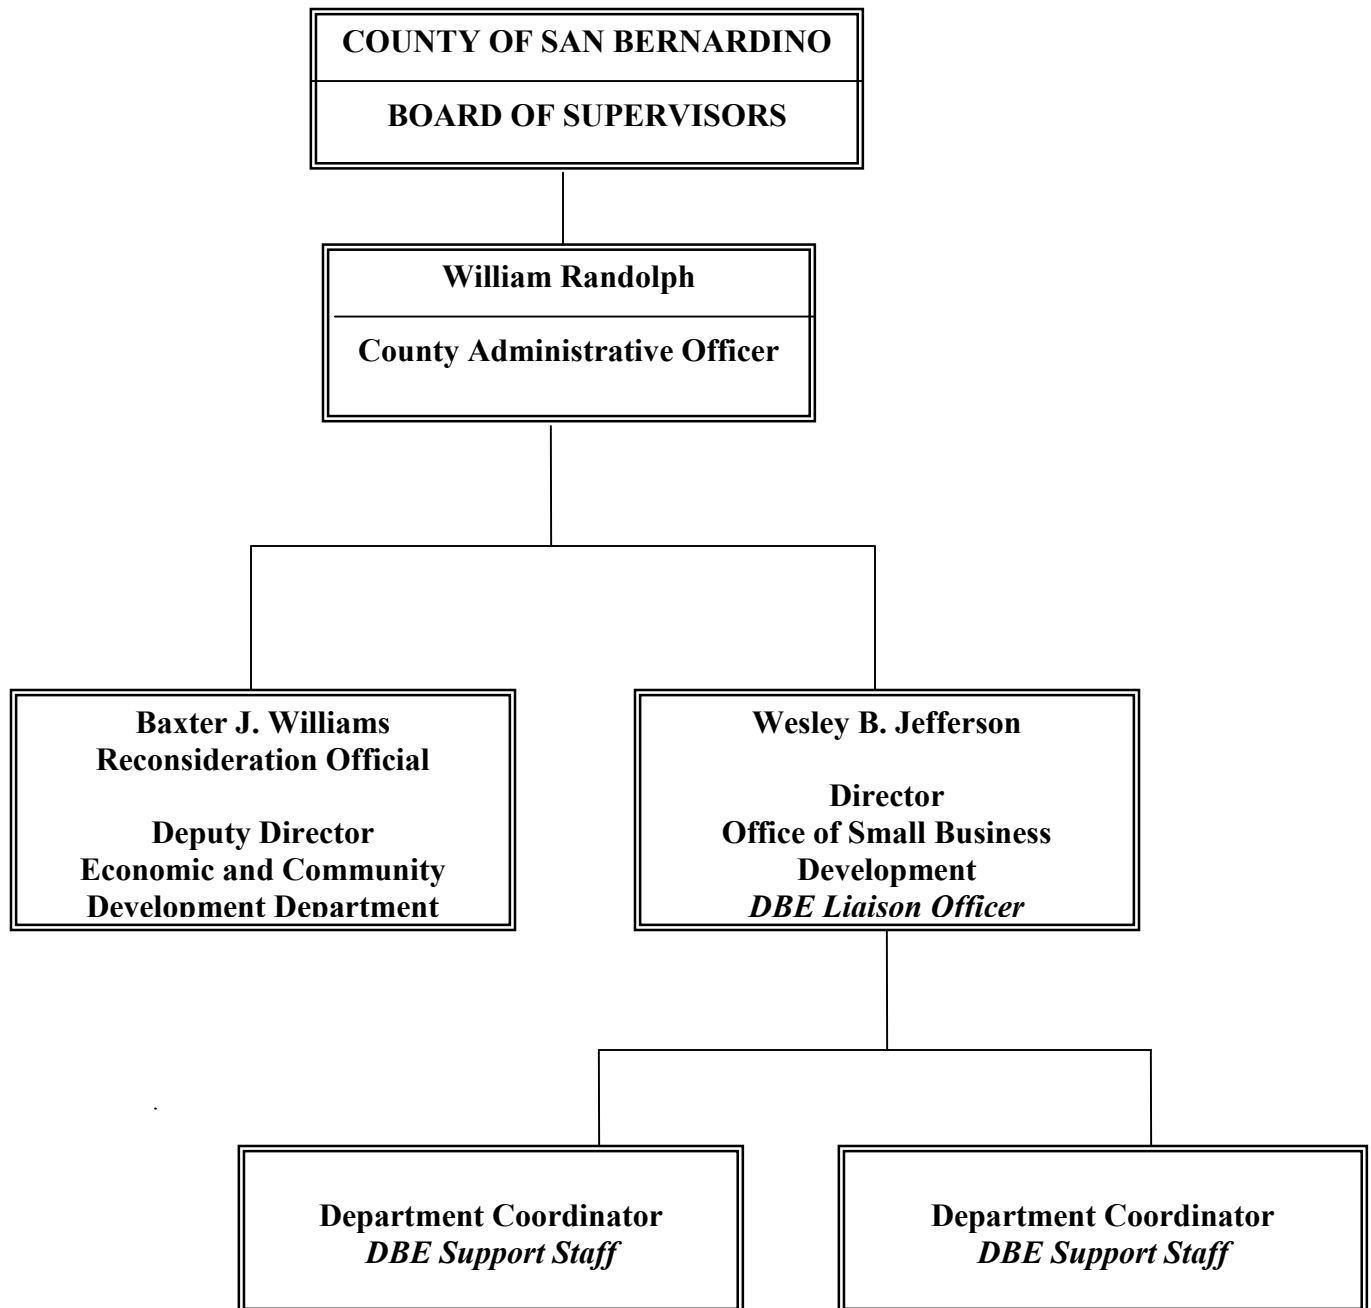 COUNTY OF SAN BERNARDINO
BOARD OF SUPERVISORS
William Randolph
County Administrative Officer
Baxter J. Williams
Reconsideration Official
Deputy Director
Economic and Community
Development Department
Wesley B. Jefferson
Director
Office of Small Business
Development
DBE Liaison Officer
Department Coordinator
DBE Support Staff
Department Coordinator
DBE Support Staff